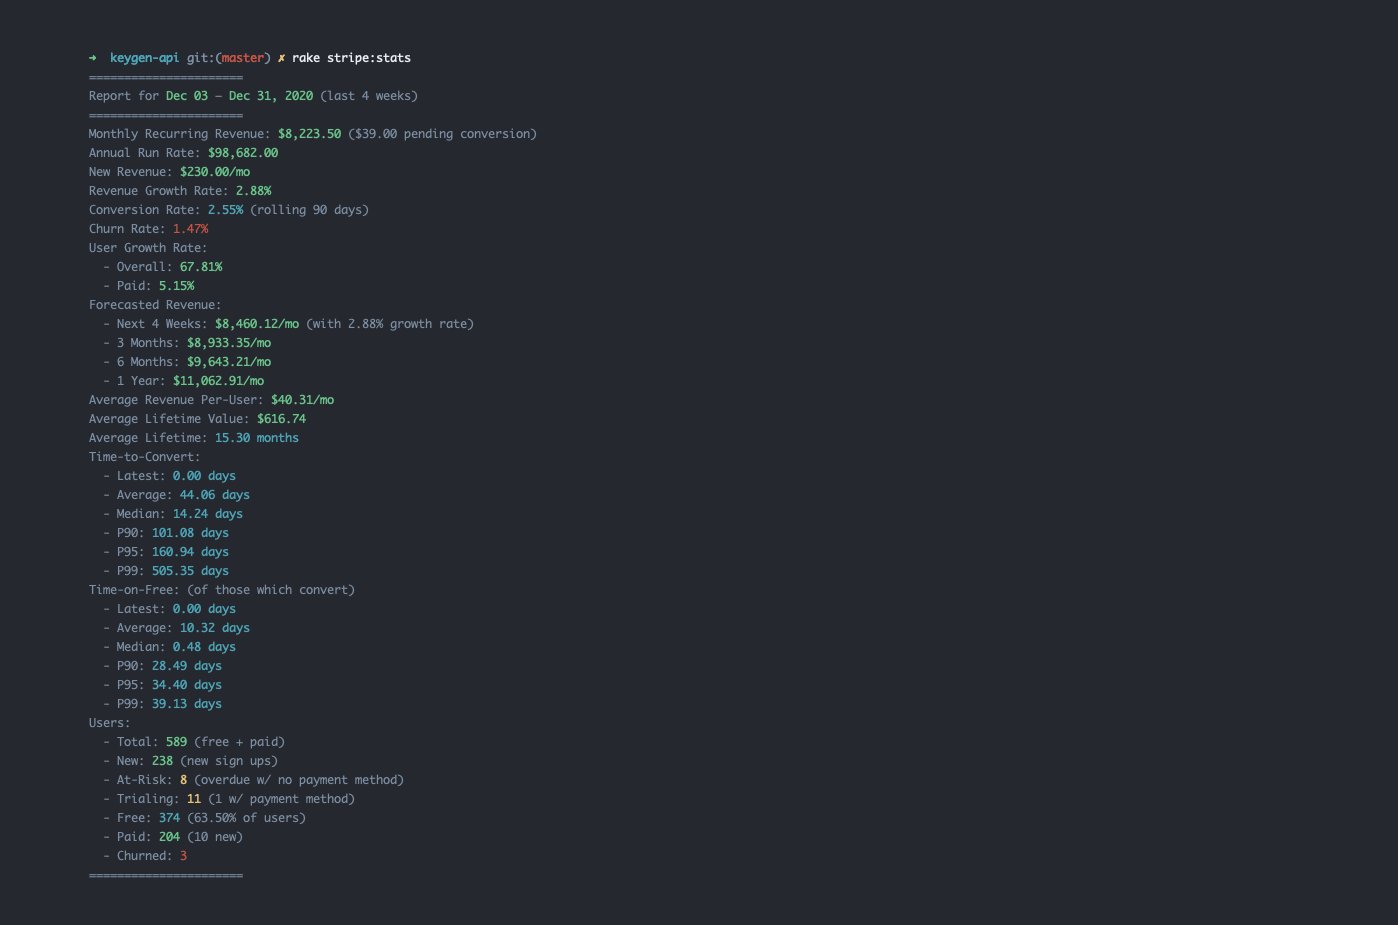 ➜  keygen-api git:(master) ✗ rake stripe:stats
======================
Report for Dec 03 – Dec 31, 2020 (last 4 weeks)
======================
Monthly Recurring Revenue: $8,223.50 ($39.00 pending conversion)
Annual Run Rate: $98,682.00
New Revenue: $230.00/mo
Revenue Growth Rate: 2.88%
Conversion Rate: 2.55% (rolling 90 days)
Churn Rate: 1.47%
User Growth Rate:
  - Overall: 67.81%
  - Paid: 5.15%
Forecasted Revenue:
  - Next 4 Weeks: $8,460.12/mo (with 2.88% growth rate)
  - 3 Months: $8,933.35/mo
  - 6 Months: $9,643.21/mo
  - 1 Year: $11,062.91/mo
Average Revenue Per-User: $40.31/mo
Average Lifetime Value: $616.74
Average Lifetime: 15.30 months
Time-to-Convert:
  - Latest: 0.00 days
  - Average: 44.06 days
  - Median: 14.24 days
  - P90: 101.08 days
  - P95: 160.94 days
  - P99: 505.35 days
Time-on-Free: (of those which convert)
  - Latest: 0.00 days
  - Average: 10.32 days
  - Median: 0.48 days
  - P90: 28.49 days
  - P95: 34.40 days
  - P99: 39.13 days
Users:
  - Total: 589 (free + paid)
  - New: 238 (new sign ups)
  - At-Risk: 8 (overdue w/ no payment method)
  - Trialing: 11 (1 w/ payment method)
  - Free: 374 (63.50% of users)
  - Paid: 204 (10 new)
  - Churned: 3
======================